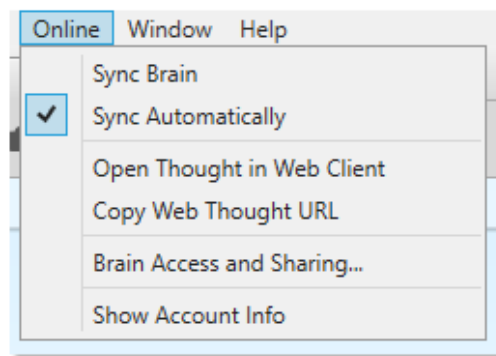 Online Window Help
Sync Brain
Sync Automatically
Open Thought in Web Client
Copy Web Thought URL
Brain Access and Sharing...
Show Account Info